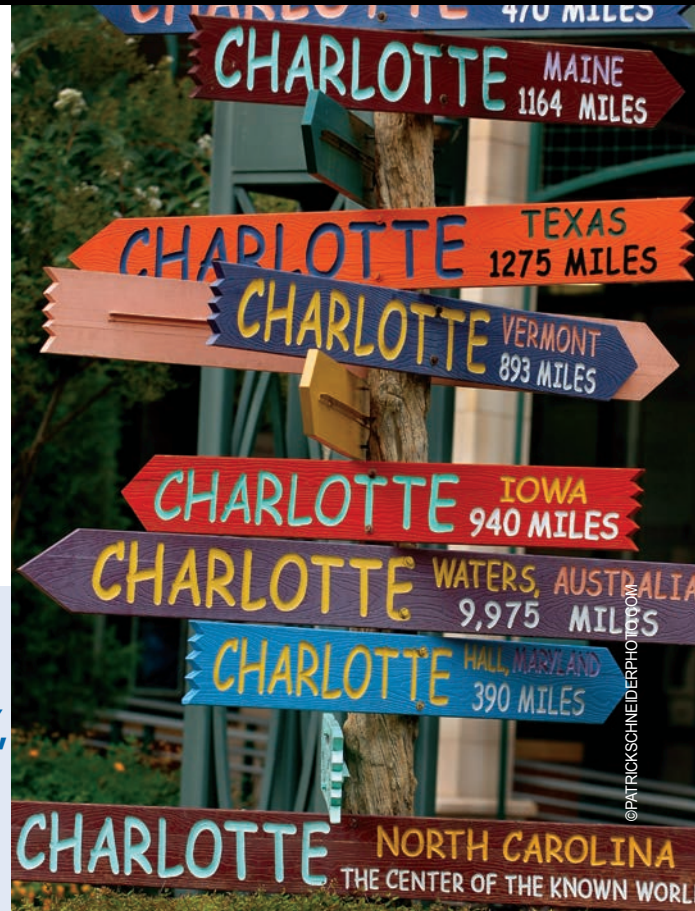 CHARLOTTE 470 MILES
CHARLOTTE MAINE
1164 MILES
CHARLOTTE TEXAS
1275 MILES
CHARLOTTE VERMONT
893 MILES
CHARLOTTE IOWA
940 MILES
CHARLOTTE WATERS, AUSTRALIA
9,975 MILES
CHARLOTTE HALL, MARYLAND
390 MILES
CHARLOTTE NORTH CAROLINA
THE CENTER OF THE KNOWN WORL
©PATRICKSCHNEIDERPHOTO.COM